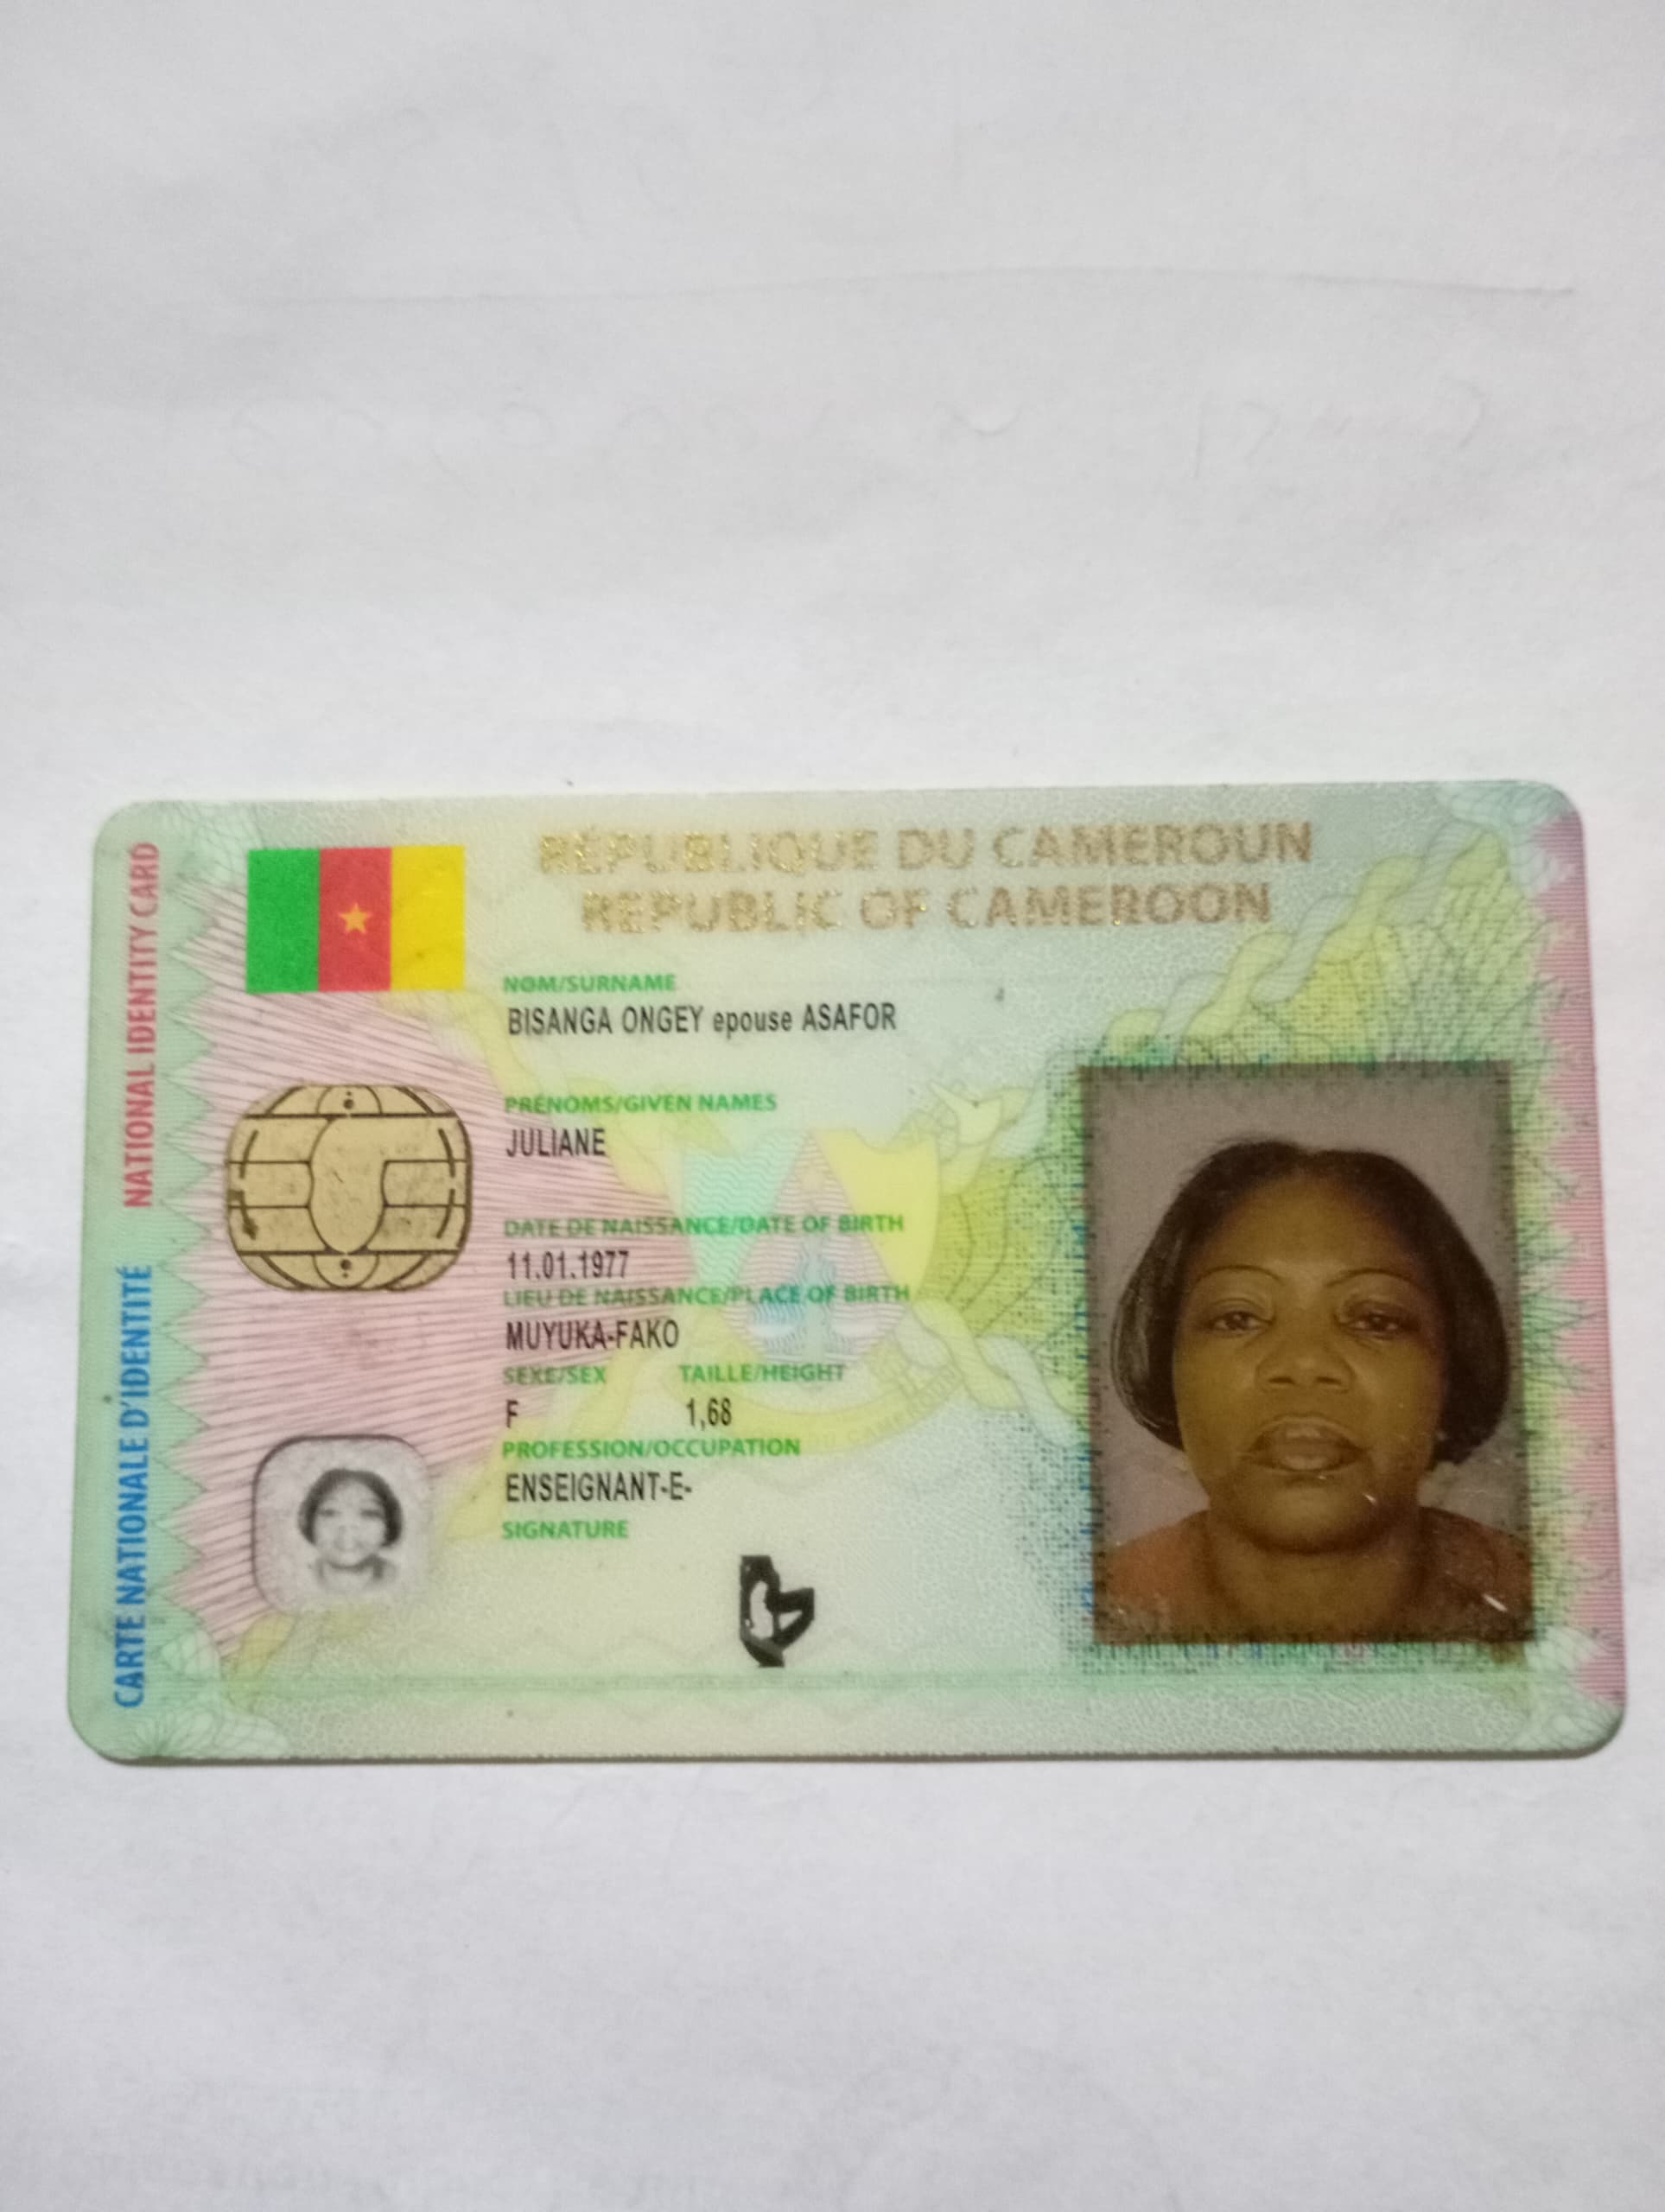 RÉPUBLIQUE DU CAMEROUN
REPUBLIC OF CAMEROON
CARTE NATIONALE D'IDENTITÉ NATIONAL IDENTITY CARD
NOM/SURNAME
BISANGA ONGEY epouse ASAFOR
PRÉNOMS/GIVEN NAMES
JULIANE
DATE DE NAISSANCE/DATE OF BIRTH
11.01.1977
LIEU DE NAISSANCE/PLACE OF BIRTH
MUYUKA-FAKO
SEXE/SEX TAILLE/HEIGHT
F 1,68
PROFESSION/OCCUPATION
ENSEIGNANT-E-
SIGNATURE